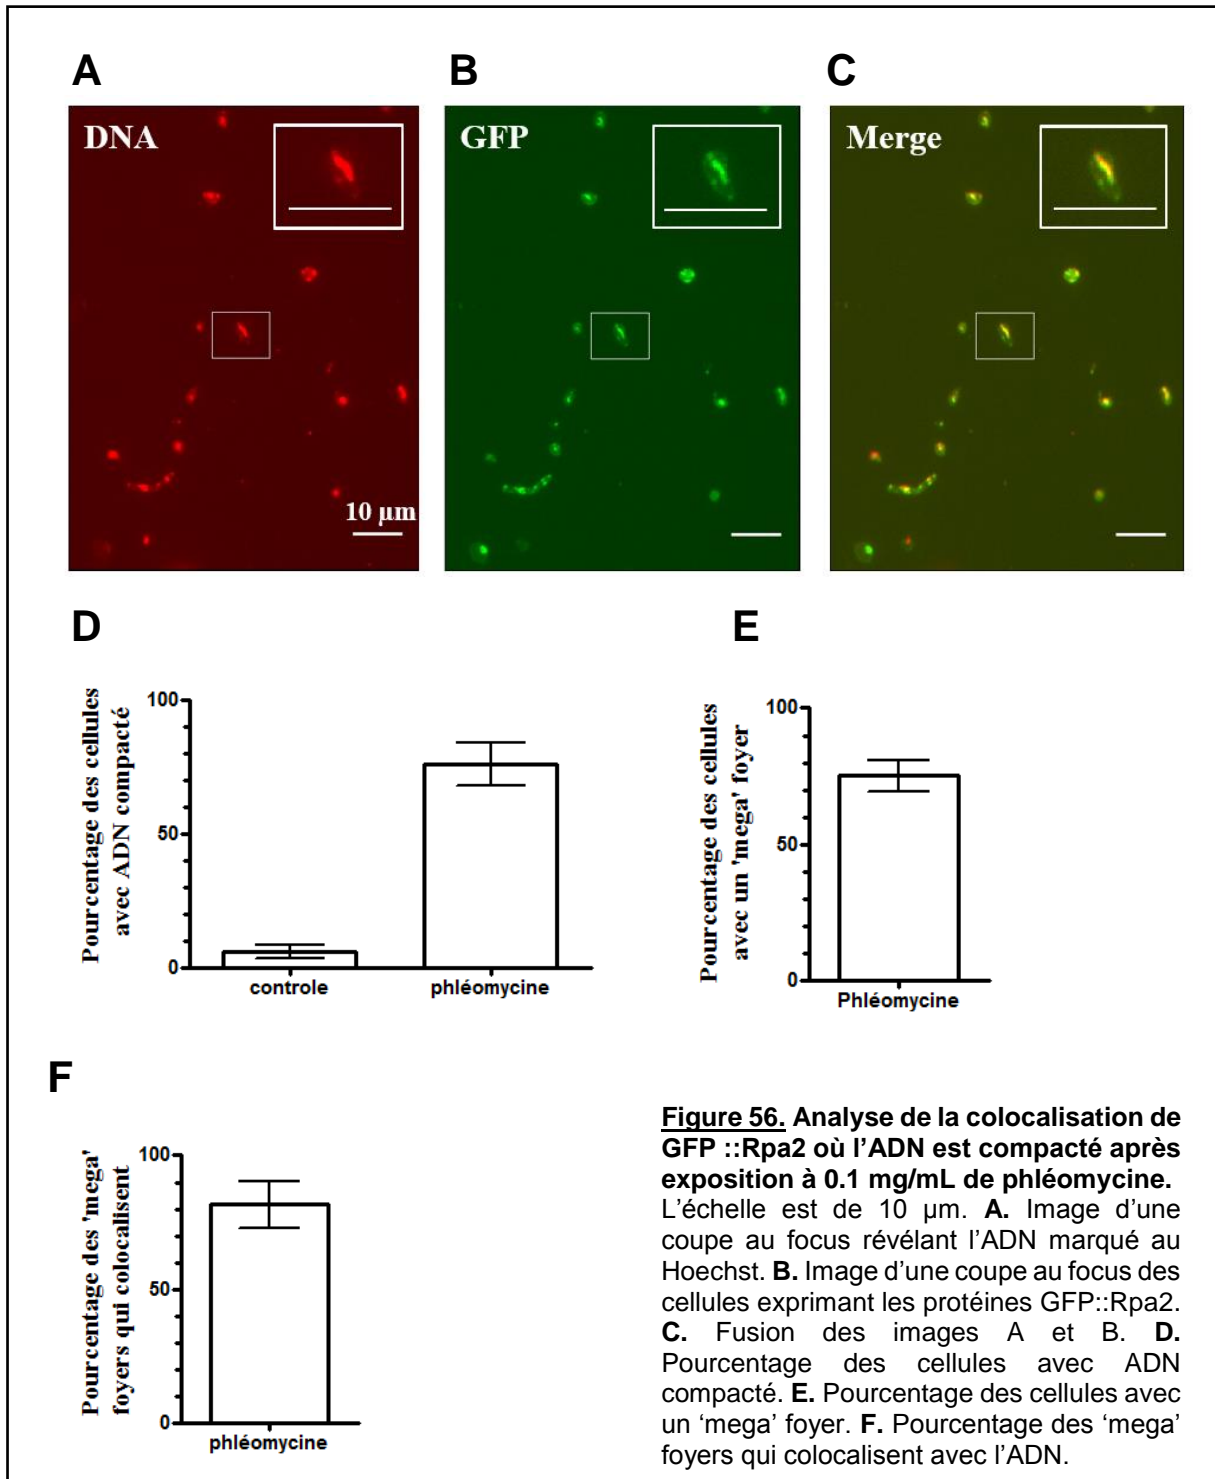 A
B
C
DNA
GFP
Merge
10 µm
D
E
Pourcentage des cellules
avec ADN compacté
100
50
0
controle
phléomycine
Pourcentage des cellules
avec un 'mega' foyer
100
50
0
Phléomycine
F
Pourcentage des 'mega'
foyers qui colocalisent
100
50
0
phléomycine
Figure 56. Analyse de la colocalisation de
GFP ::Rpa2 où l’ADN est compacté après
exposition à 0.1 mg/mL de phléomycine.
L’échelle est de 10 µm. A. Image d’une
coupe au focus révélant l’ADN marqué au
Hoechst. B. Image d’une coupe au focus des
cellules exprimant les protéines GFP::Rpa2.
C. Fusion des images A et B. D.
Pourcentage des cellules avec ADN
compacté. E. Pourcentage des cellules avec
un ‘mega’ foyer. F. Pourcentage des ‘mega’
foyers qui colocalisent avec l’ADN.